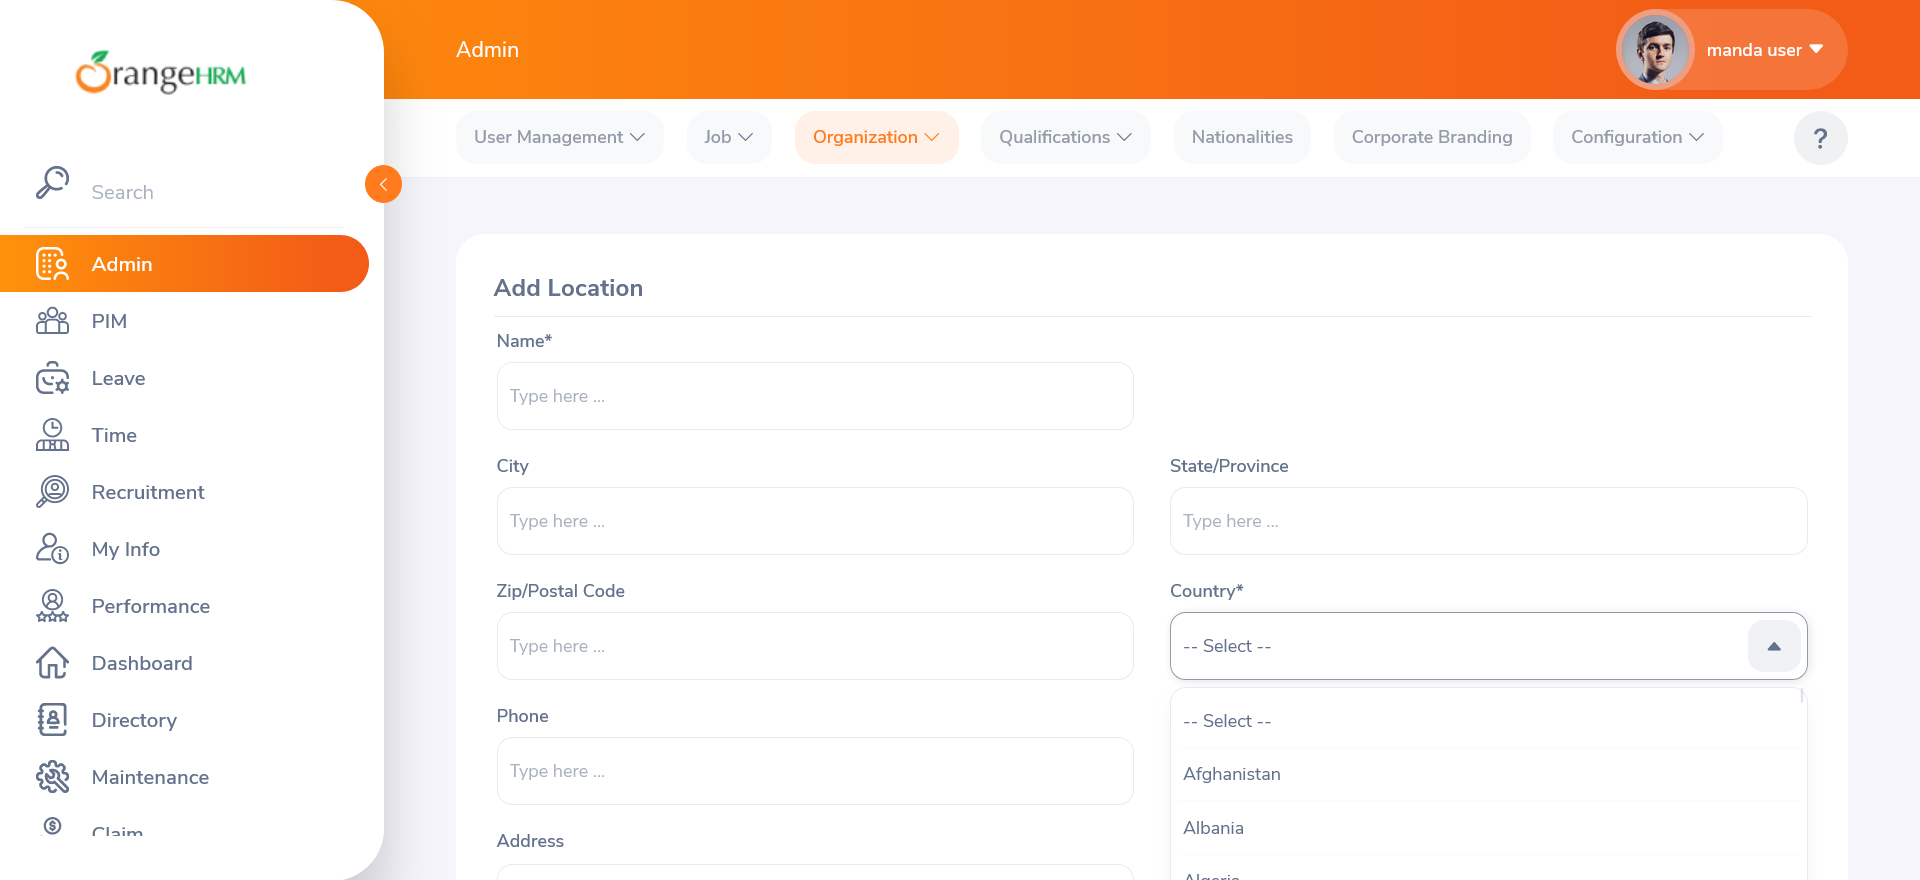 OrangeHRM
Search
Admin
PIM
Leave
Time
Recruitment
My Info
Performance
Dashboard
Directory
Maintenance
Claim
Admin
manda user
User Management
Job
Organization
Qualifications
Nationalities
Corporate Branding
Configuration
?
Add Location
Name*
Type here ...
City
Type here ...
State/Province
Type here ...
Zip/Postal Code
Type here ...
Country*
-- Select --
-- Select --
Afghanistan
Albania
Algeria
Phone
Type here ...
Address